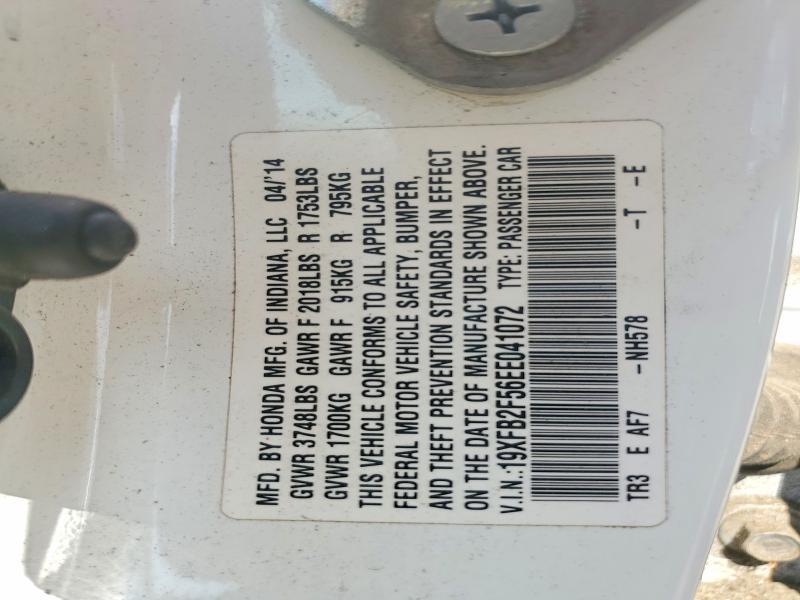 MFD. BY HONDA MFG. OF INDIANA, LLC 04/'14
GVWR 3748LBS GAWR F 2018LBS R 1753LBS
GVWR 1700KG GAWR F 915KG R 795KG
THIS VEHICLE CONFORMS TO ALL APPLICABLE
FEDERAL MOTOR VEHICLE SAFETY, BUMPER,
AND THEFT PREVENTION STANDARDS IN EFFECT
ON THE DATE OF MANUFACTURE SHOWN ABOVE.
V.I.N.:19XFB2F56EE041072 TYPE: PASSENGER CAR
TR3 E AF7 -NH578 -T -E